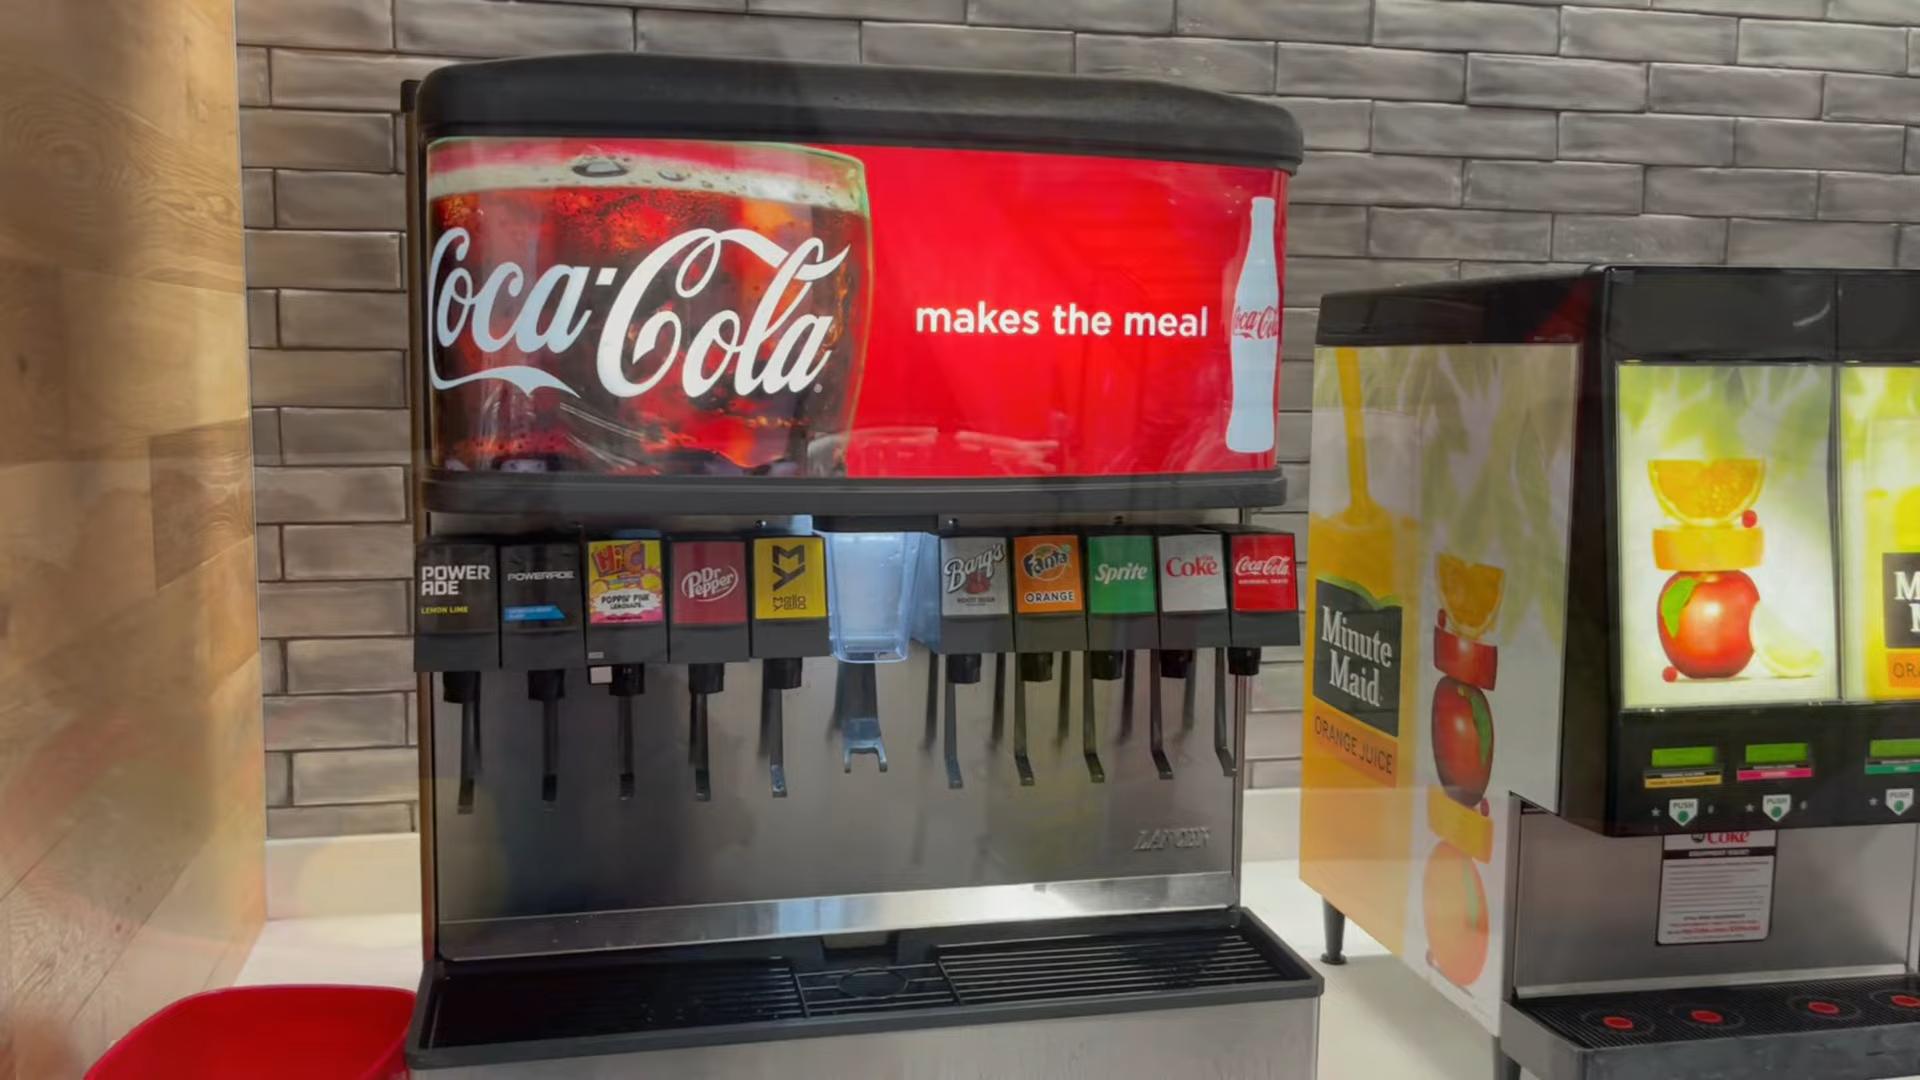 Coca-Cola
makes the meal
Coca-Cola
POWER
ADE
LEMON LIME
POWERADE
Hi-C
POPPIN' PINK
LEMONADE
Dr
Pepper
mello
yello
Barq's
ROOT BEER
Fanta
ORANGE
Sprite
Coke
Coca-Cola
ORIGINAL TASTE
LANCER
Minute
Maid
ORANGE JUICE
PUSH
PUSH
PUSH
Coke